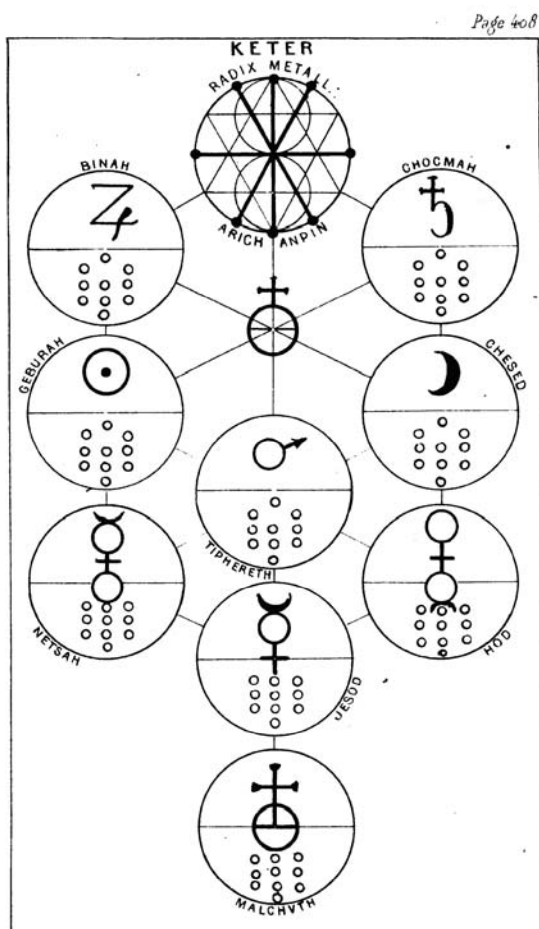 Page 408
KETER
RADIX METALL.
BINAH
CHOCMAH
ARICH ANPIN
GEBURAH
CHESED
TIPHERETH
NETSAH
HOD
JESOD
MALCHVTH